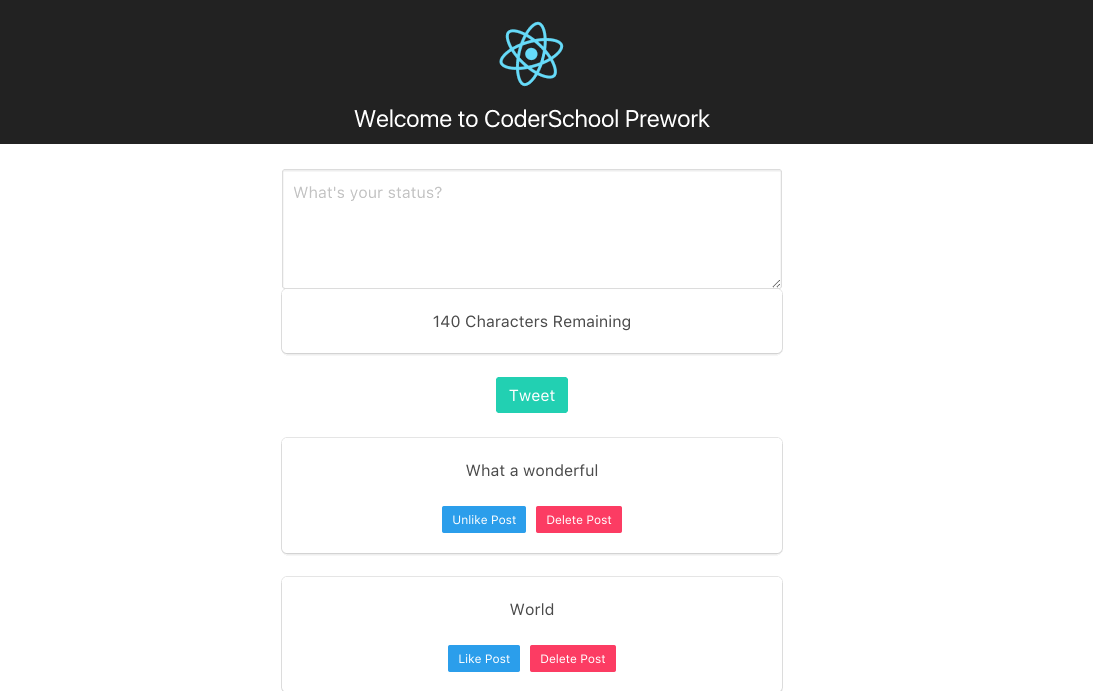 Welcome to CoderSchool Prework
What's your status?
140 Characters Remaining
Tweet
What a wonderful
Unlike Post Delete Post
World
Like Post Delete Post